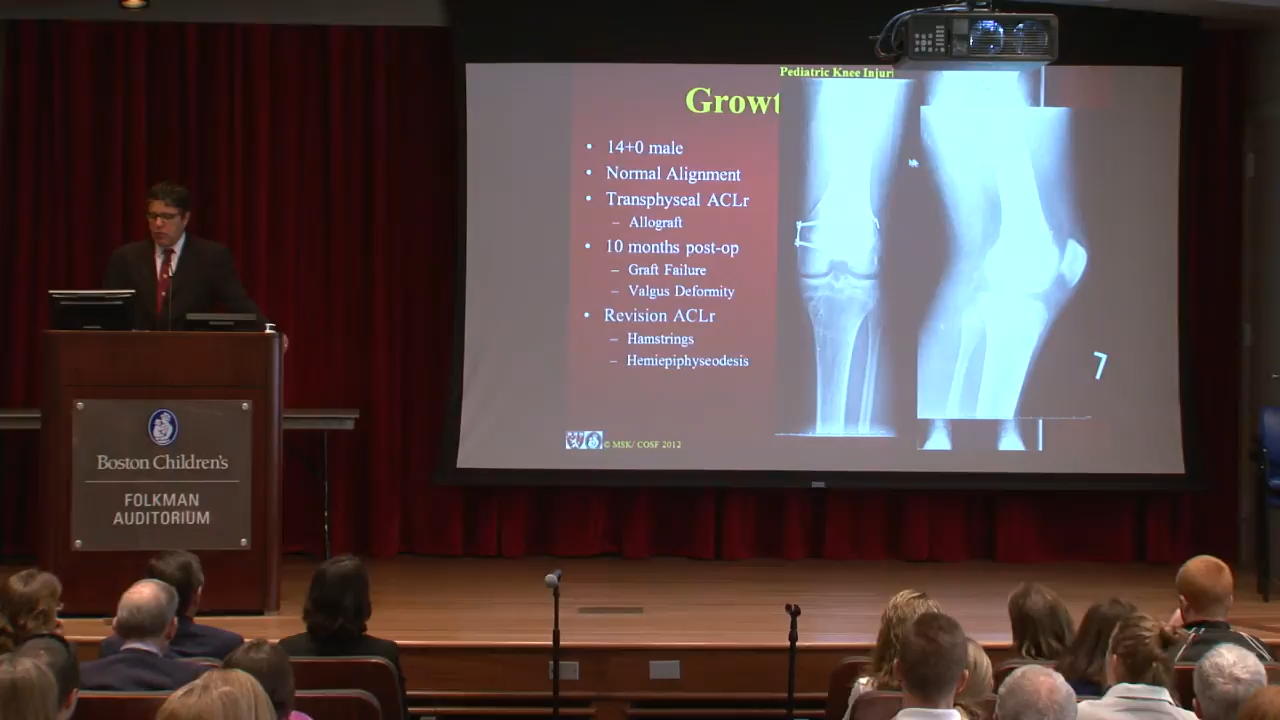 Pediatric Knee Injuri
Growt
• 14+0 male
• Normal Alignment
• Transphyseal ACLr
– Allograft
• 10 months post-op
– Graft Failure
– Valgus Deformity
• Revision ACLr
– Hamstrings
– Hemiepiphyseodesis
© MSK/ COSF 2012
7
Boston Children's
FOLKMAN
AUDITORIUM